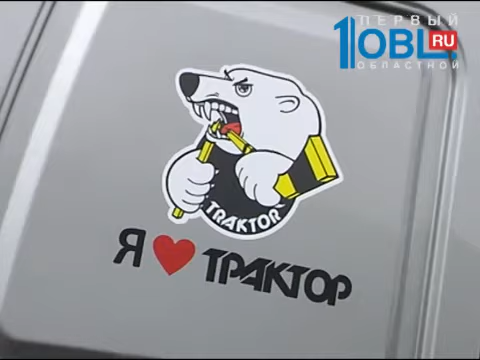 ПЕРВЫЙ
1OBL.RU
ОБЛАСТНОЙ
TRAKTOR
Я ❤ ТРАКТОР